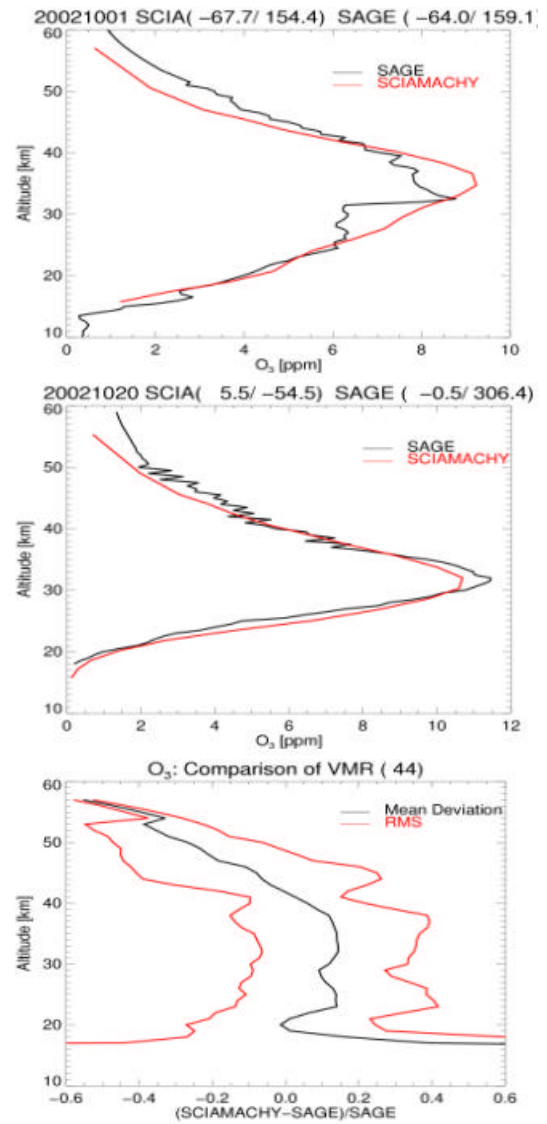 20021001 SCIA( −67.7/ 154.4) SAGE ( −64.0/ 159.1)
60
50
40
30
20
10
Altitude [km]
SAGE
SCIAMACHY
0 2 4 6 8 10
O₃ [ppm]
20021020 SCIA( 5.5/ −54.5) SAGE ( −0.5/ 306.4)
60
50
40
30
20
10
Altitude [km]
SAGE
SCIAMACHY
0 2 4 6 8 10 12
O₃ [ppm]
O₃: Comparison of VMR ( 44)
60
50
40
30
20
10
Altitude [km]
Mean Deviation
RMS
−0.6 −0.4 −0.2 0.0 0.2 0.4 0.6
(SCIAMACHY−SAGE)/SAGE